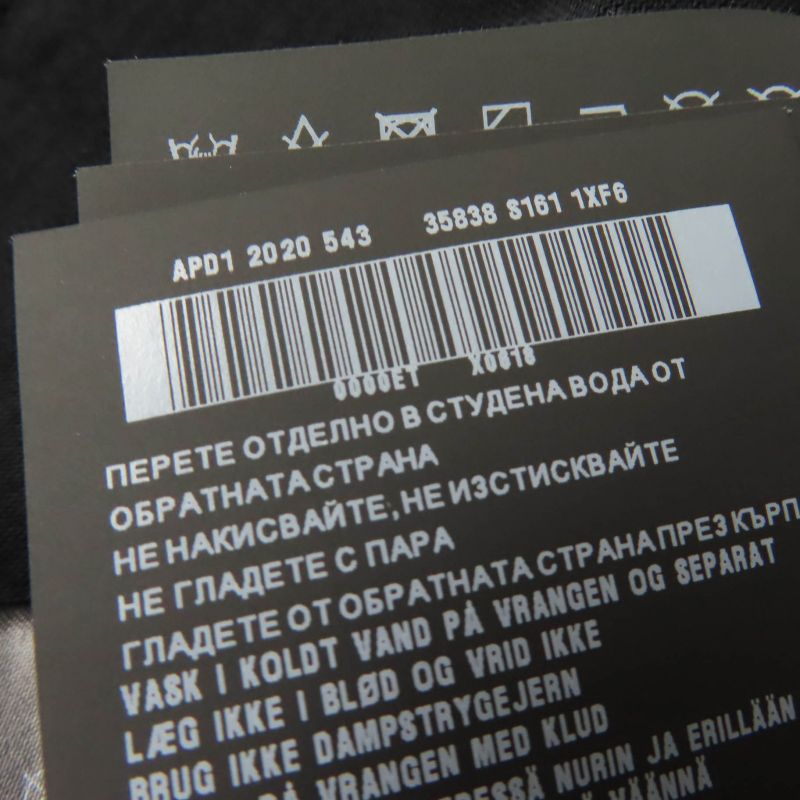 APD1 2020 543 35838 S161 1XF6
0000ET X0618
ПЕРЕТЕ ОТДЕЛНО В СТУДЕНА ВОДА ОТ
ОБРАТНАТА СТРАНА
НЕ НАКИСВАЙТЕ, НЕ ИЗСТИСКВАЙТЕ
НЕ ГЛАДЕТЕ С ПАРА
ГЛАДЕТЕ ОТ ОБРАТНАТА СТРАНА ПРЕЗ КЪРП
VASK I KOLDT VAND PÅ VRANGEN OG SEPARAT
LÆG IKKE I BLØD OG VRID IKKE
BRUG IKKE DAMPSTRYGEJERN
PÅ VRANGEN MED KLUD
NURIN JA ERILLÄÄN
VÄÄNNÄ